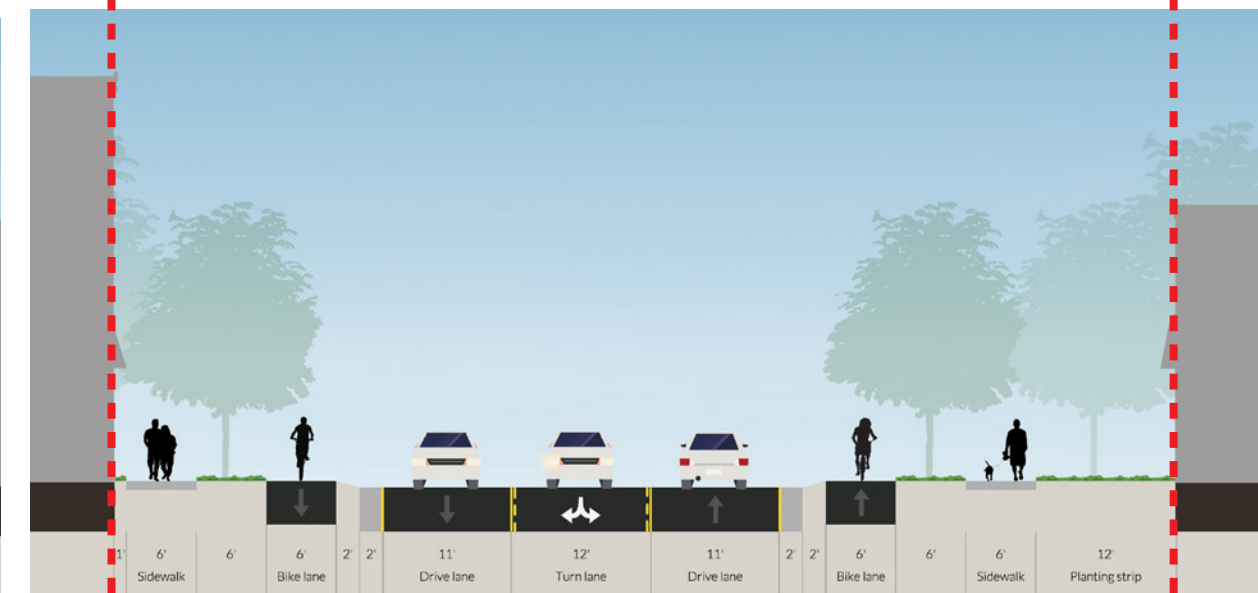 1' 6' 6' 6' 2' 2' 11' 12' 11' 2' 2' 6' 6' 6' 12'
Sidewalk Bike lane Drive lane Turn lane Drive lane Bike lane Sidewalk Planting strip